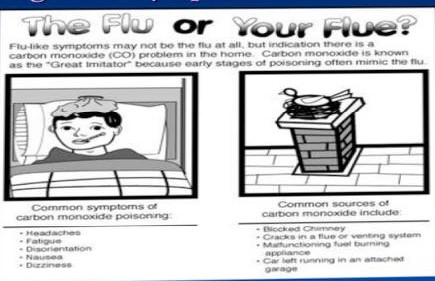 The Flu or Your Flue?
Flu-like symptoms may not be the flu at all, but indication there is a
carbon monoxide (CO) problem in the home. Carbon monoxide is known
as the "Great Imitator" because early stages of poisoning often mimic the flu.
Common symptoms of
carbon monoxide poisoning:
• Headaches
• Fatigue
• Disorientation
• Nausea
• Dizziness
Common sources of
carbon monoxide include:
• Blocked Chimney
• Cracks in a flue or venting system
• Malfunctioning fuel burning
appliance
• Car left running in an attached
garage